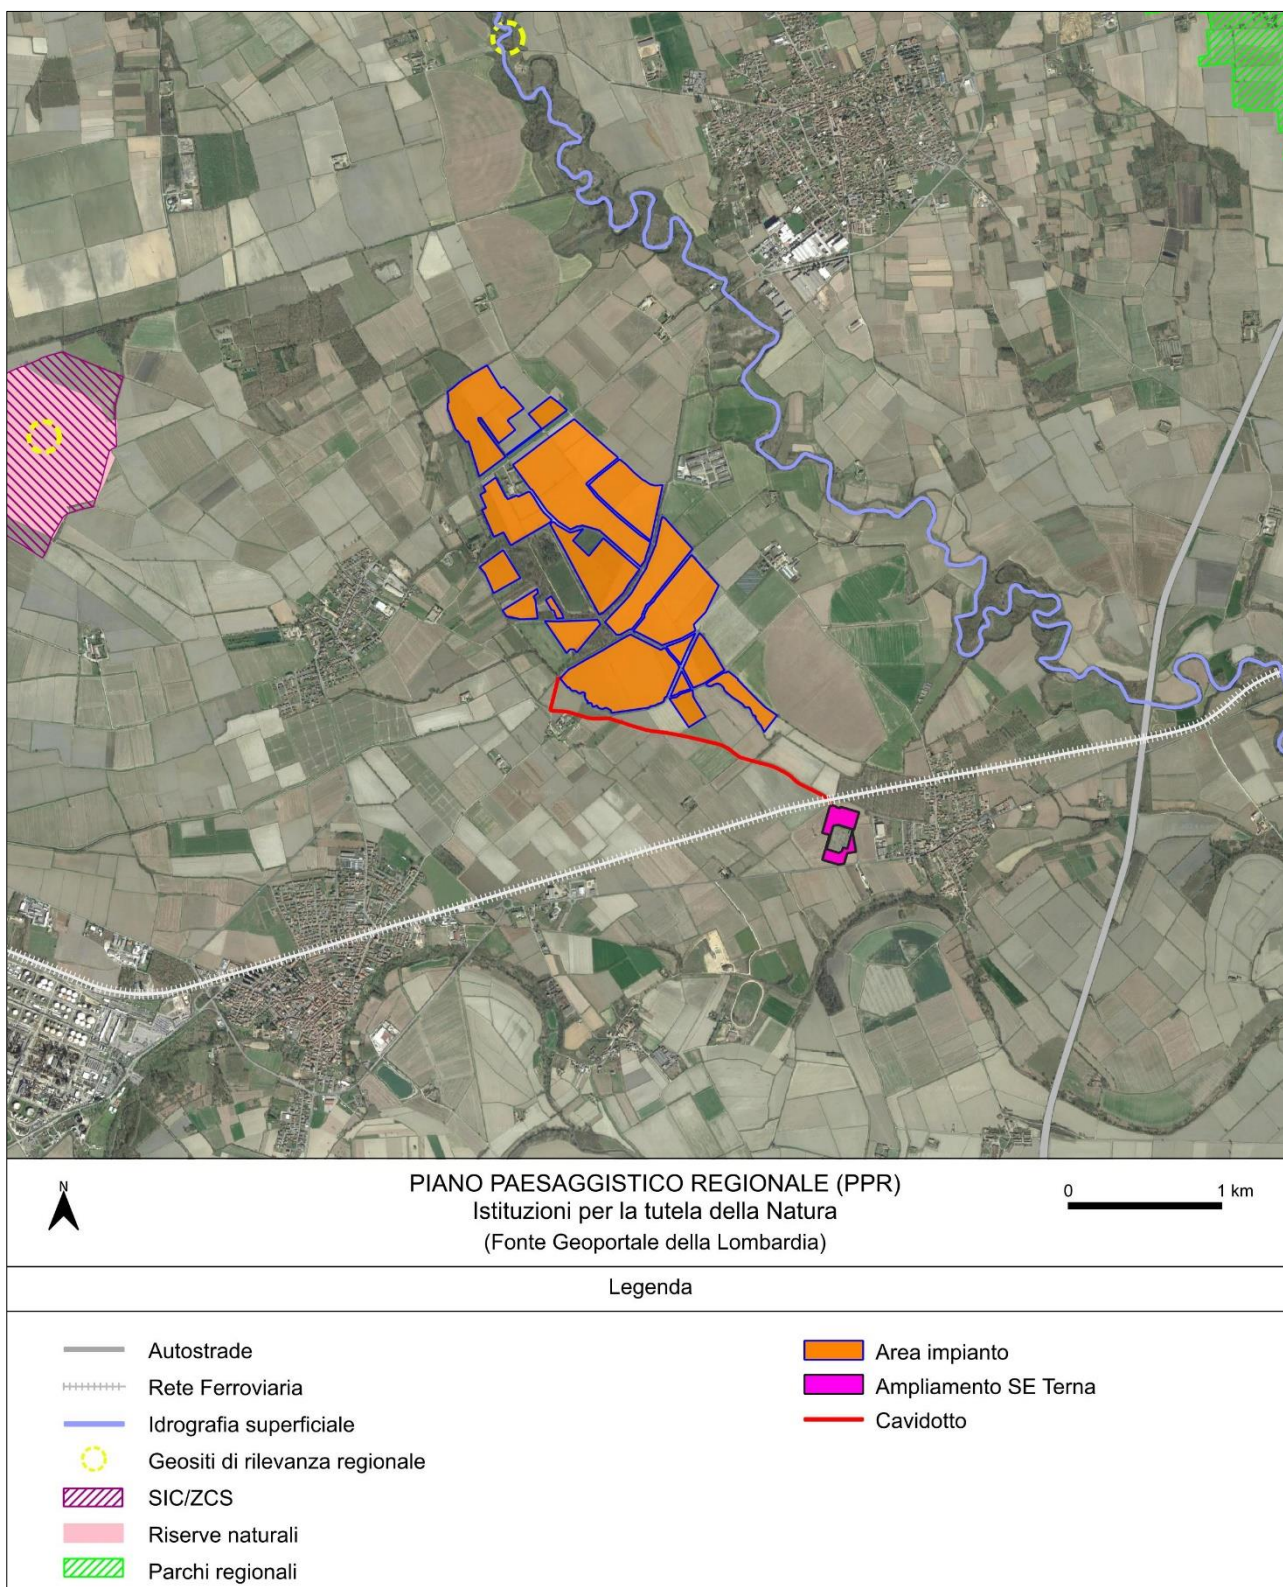 N
PIANO PAESAGGISTICO REGIONALE (PPR)
Istituzioni per la tutela della Natura
(Fonte Geoportale della Lombardia)
0 1 km
Legenda
Autostrade
Rete Ferroviaria
Idrografia superficiale
Geositi di rilevanza regionale
SIC/ZCS
Riserve naturali
Parchi regionali
Area impianto
Ampliamento SE Terna
Cavidotto